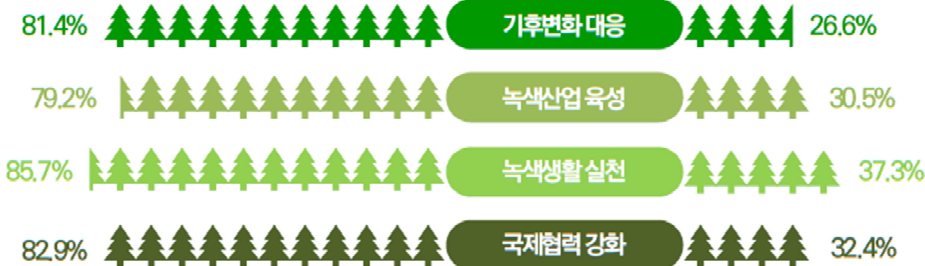 81.4% 기후변화 대응 26.6%
79.2% 녹색산업 육성 30.5%
85.7% 녹색생활 실천 37.3%
82.9% 국제협력 강화 32.4%